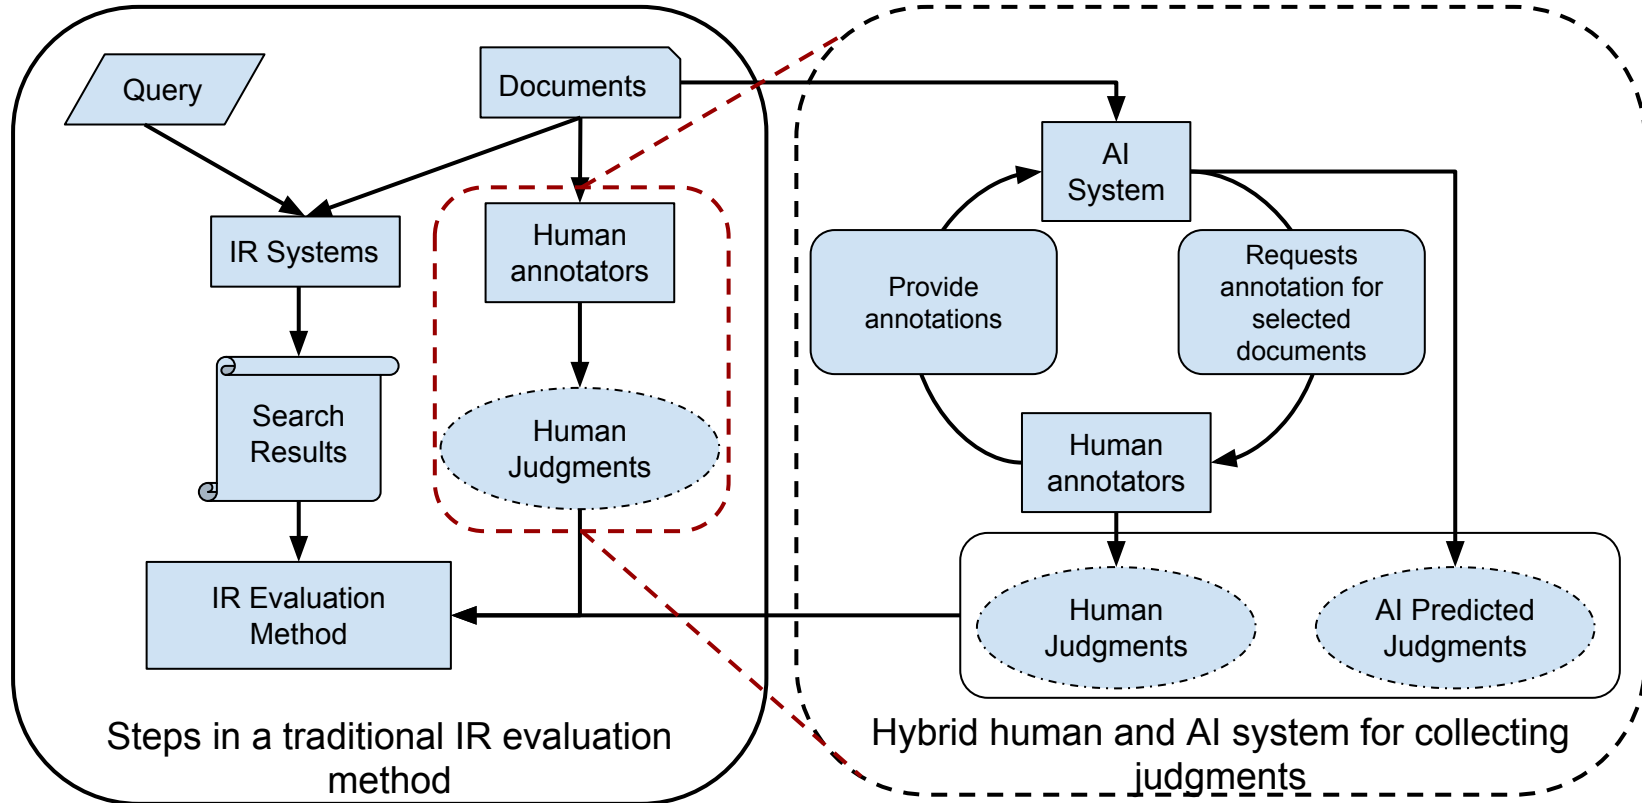 Query
Documents
IR Systems
Human
annotators
Search
Results
Human
Judgments
IR Evaluation
Method
Steps in a traditional IR evaluation
method
AI
System
Provide
annotations
Requests
annotation for
selected
documents
Human
annotators
Human
Judgments
AI Predicted
Judgments
Hybrid human and AI system for collecting
judgments